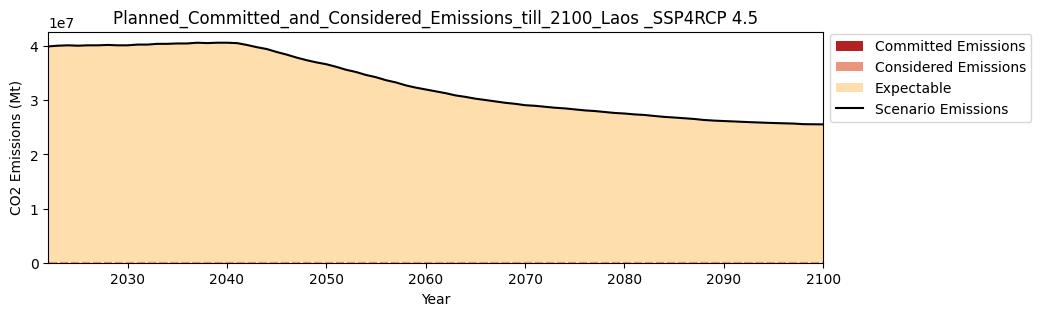 Planned_Committed_and_Considered_Emissions_till_2100_Laos _SSP4RCP 4.5
1e7
4
3
2
1
0
CO2 Emissions (Mt)
2030 2040 2050 2060 2070 2080 2090 2100
Year
Committed Emissions
Considered Emissions
Expectable
Scenario Emissions